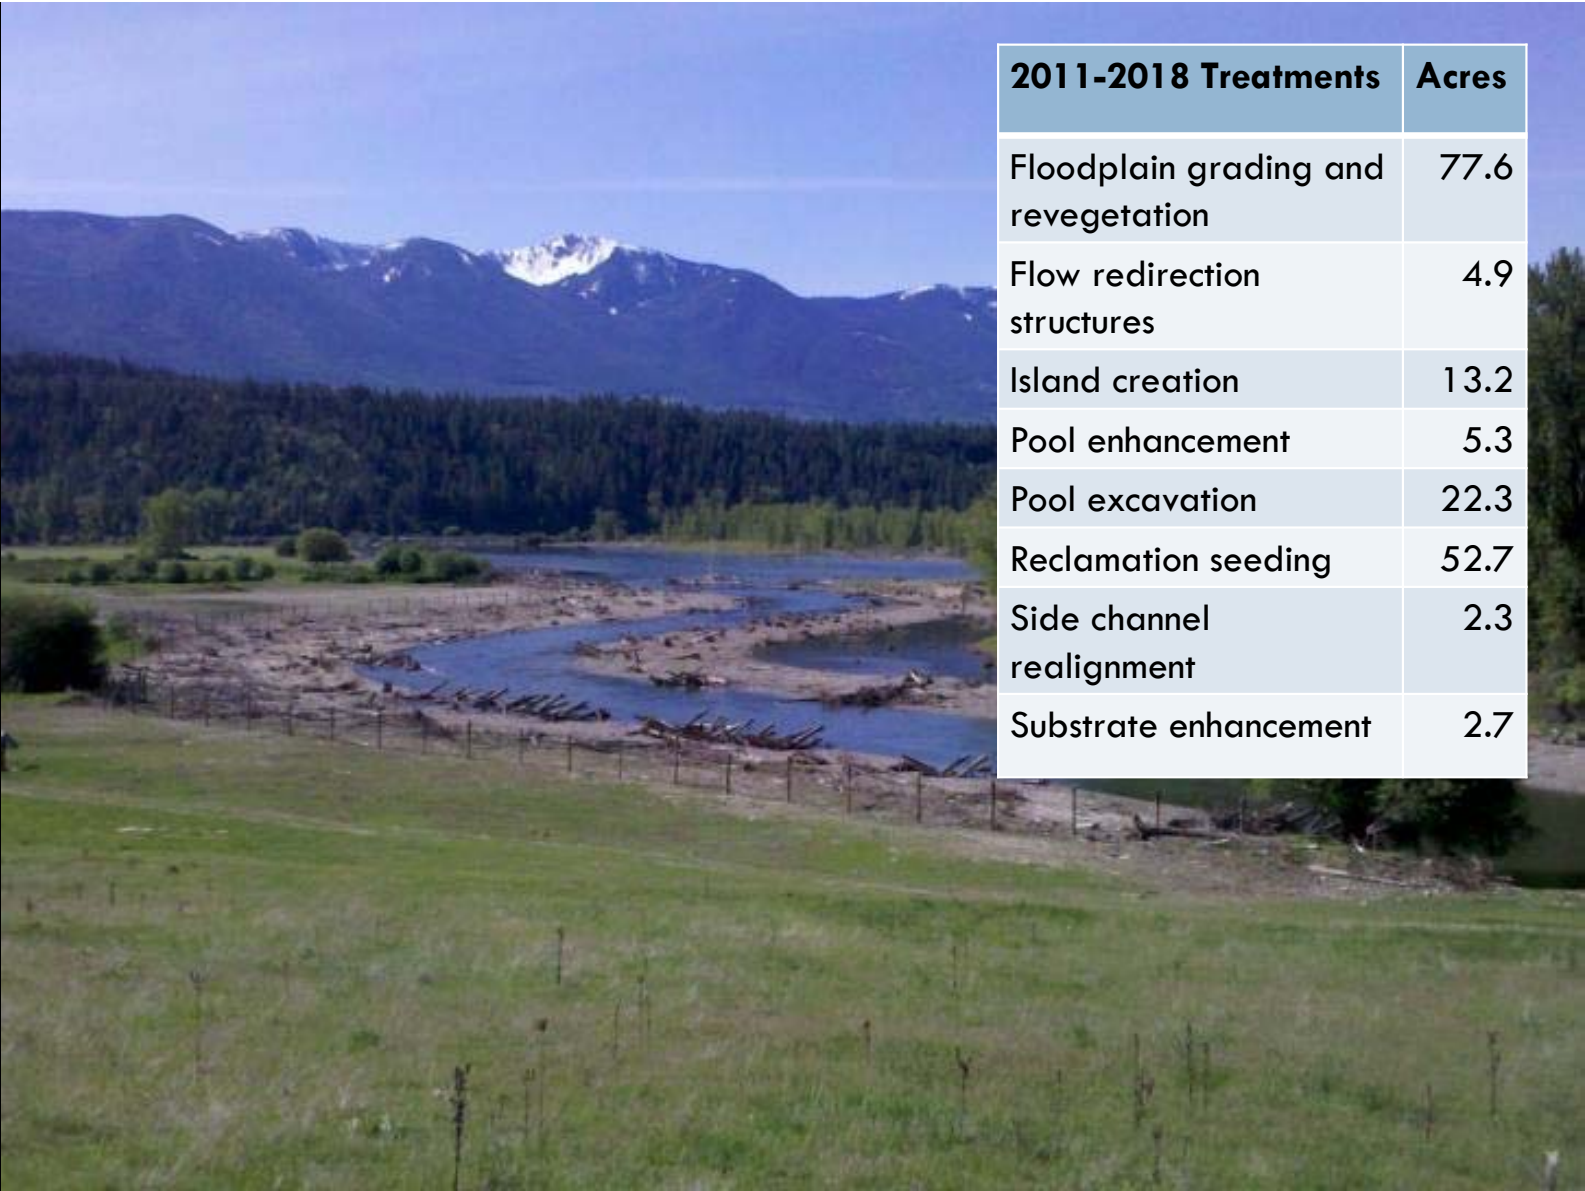 2011-2018 Treatments Acres
Floodplain grading and 77.6
revegetation
Flow redirection 4.9
structures
Island creation 13.2
Pool enhancement 5.3
Pool excavation 22.3
Reclamation seeding 52.7
Side channel 2.3
realignment
Substrate enhancement 2.7